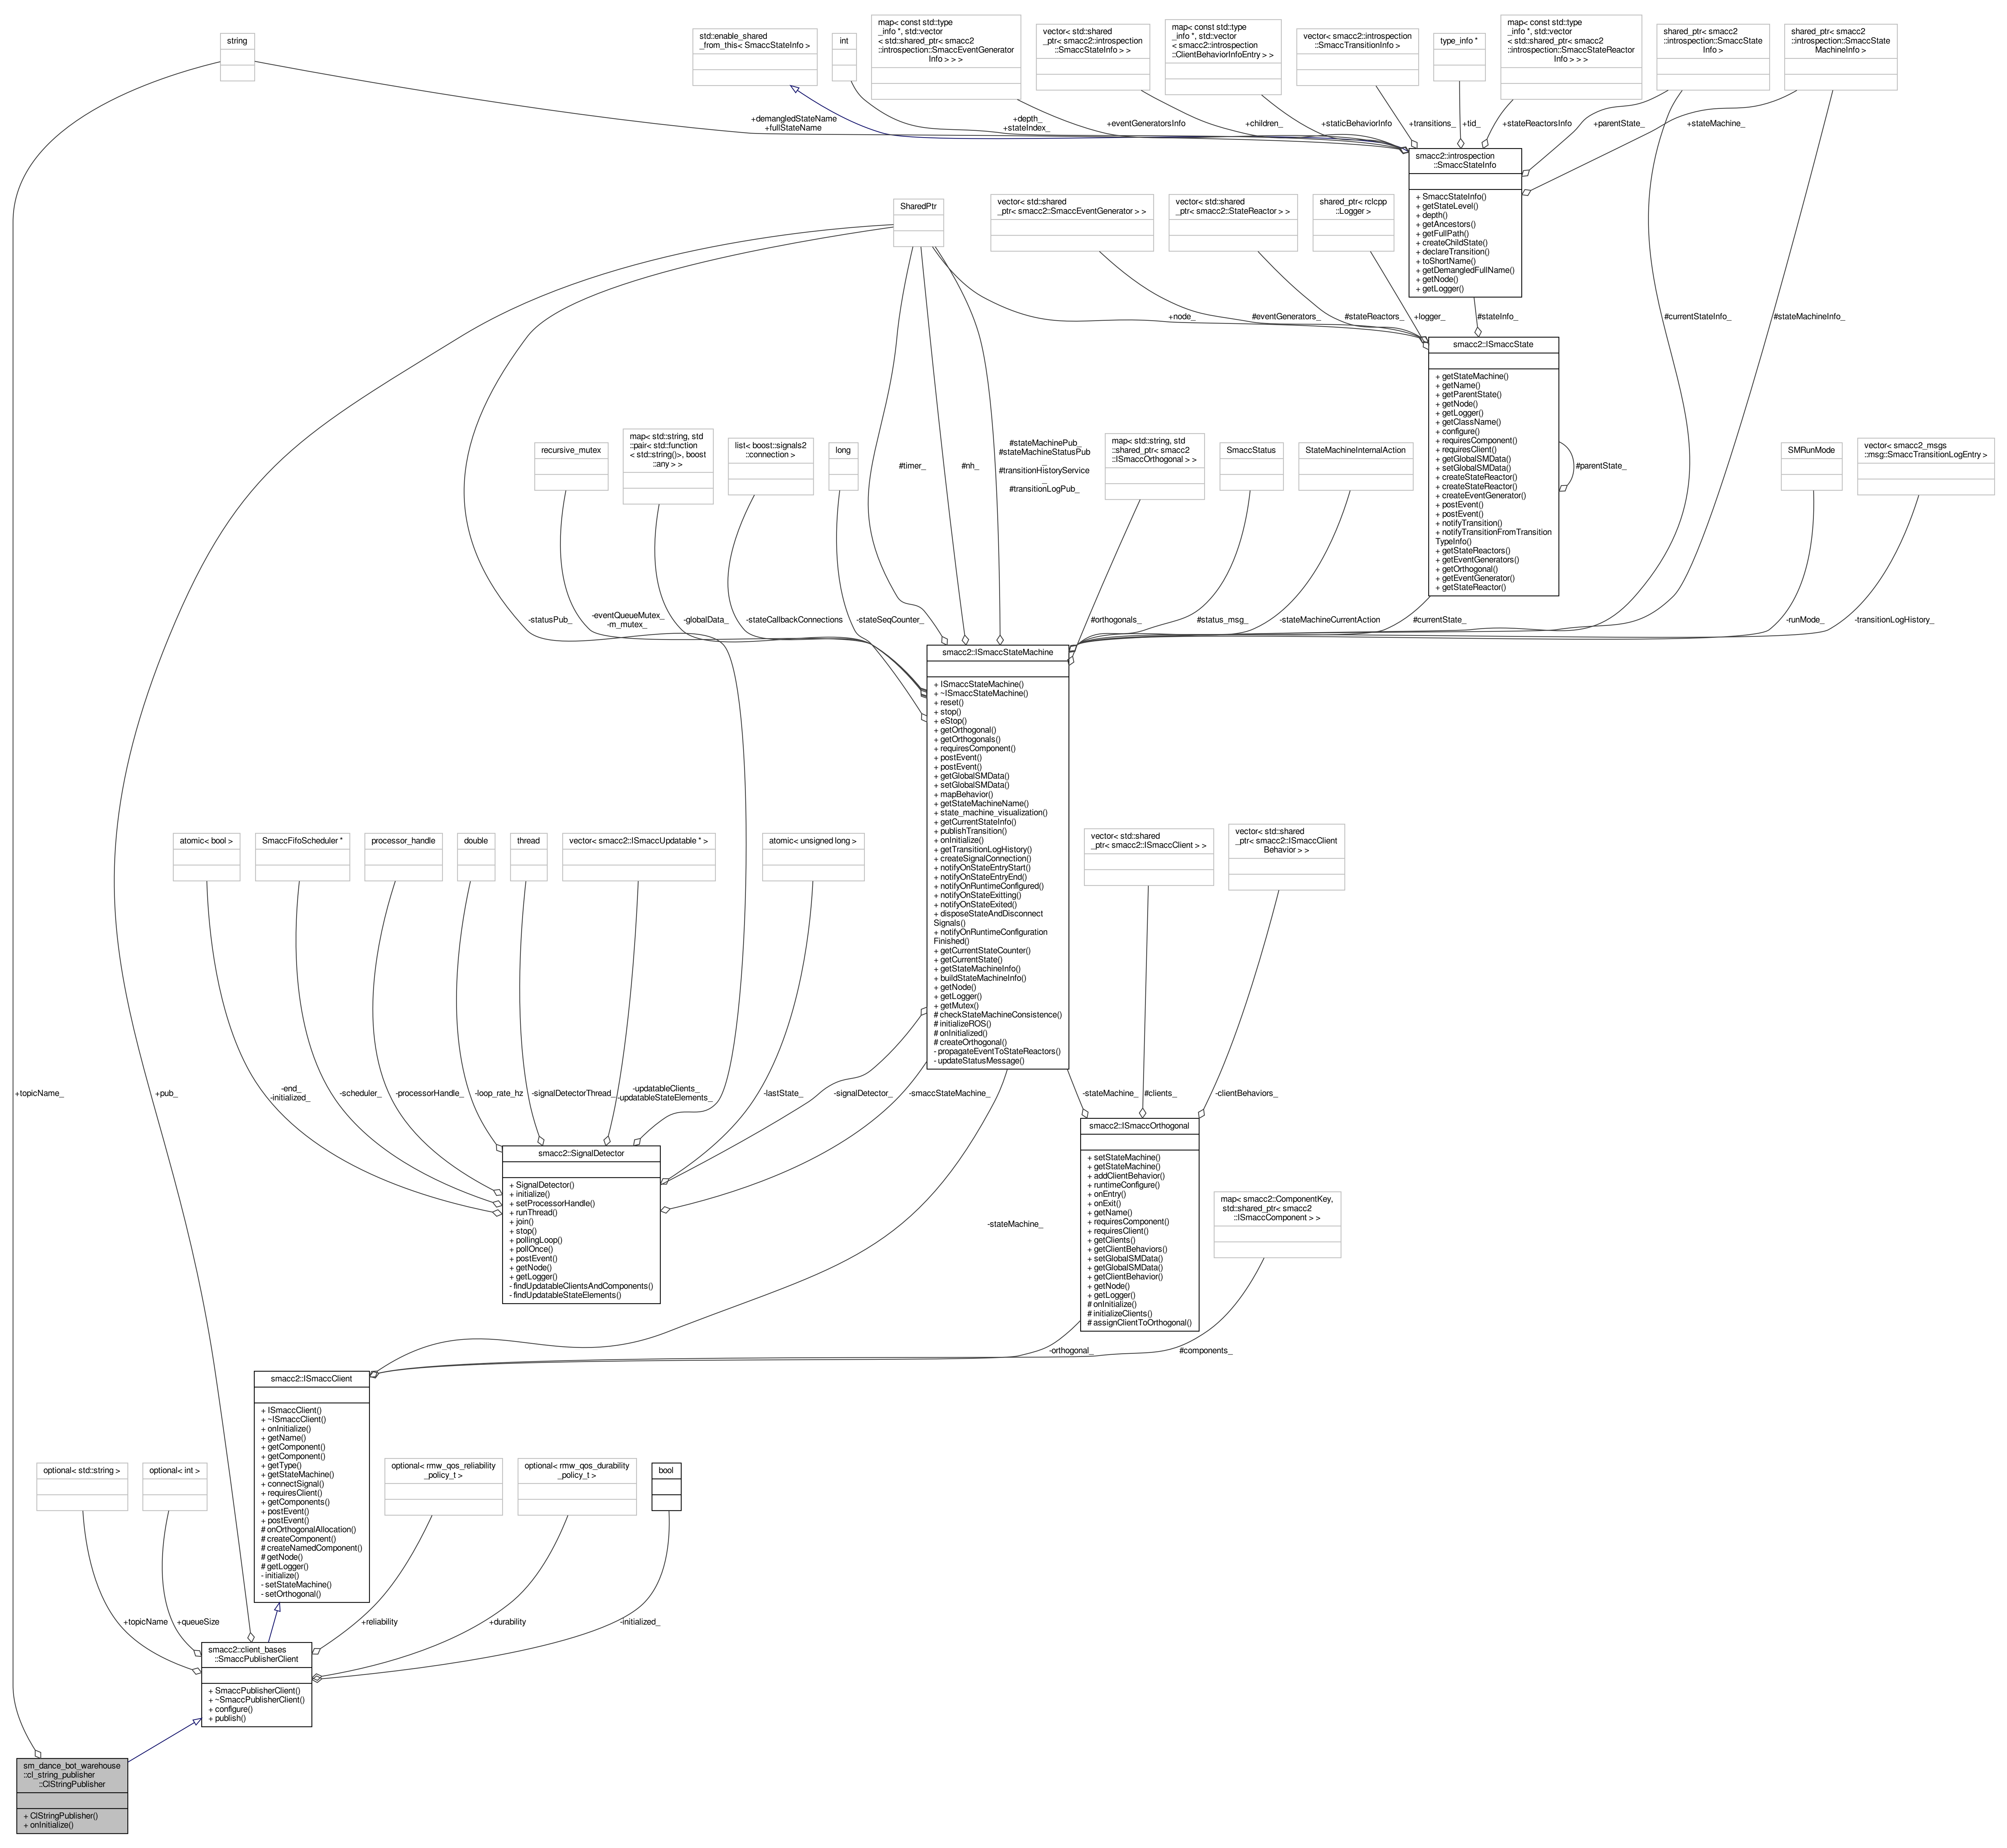 string
std::enable_shared
_from_this< SmaccStateInfo >
int
map< const std::type
_info *, std::vector
< std::shared_ptr< smacc2
::introspection::SmaccEventGenerator
Info > > >
vector< std::shared
_ptr< smacc2::introspection
::SmaccStateInfo > >
map< const std::type
_info *, std::vector
< smacc2::introspection
::ClientBehaviorInfoEntry > >
vector< smacc2::introspection
::SmaccTransitionInfo >
type_info *
map< const std::type
_info *, std::vector
< std::shared_ptr< smacc2
::introspection::SmaccStateReactor
Info > > >
shared_ptr< smacc2
::introspection::SmaccState
Info >
shared_ptr< smacc2
::introspection::SmaccState
MachineInfo >
+demangledStateName
+fullStateName
+depth_
+stateIndex_
+eventGeneratorsInfo
+children_
+staticBehaviorInfo
+transitions_
+tid_
+stateReactorsInfo
+parentState_
+stateMachine_
smacc2::introspection
::SmaccStateInfo
+ SmaccStateInfo()
+ getStateLevel()
+ depth()
+ getAncestors()
+ getFullPath()
+ createChildState()
+ declareTransition()
+ toShortName()
+ getDemangledFullName()
+ getNode()
+ getLogger()
SharedPtr
vector< std::shared
_ptr< smacc2::SmaccEventGenerator > >
vector< std::shared
_ptr< smacc2::StateReactor > >
shared_ptr< rclcpp
::Logger >
+node_
#eventGenerators_
#stateReactors_
+logger_
#stateInfo_
#currentStateInfo_
#stateMachineInfo_
smacc2::ISmaccState
+ getStateMachine()
+ getName()
+ getParentState()
+ getNode()
+ getLogger()
+ getClassName()
+ configure()
+ requiresComponent()
+ requiresClient()
+ getGlobalSMData()
+ setGlobalSMData()
+ createStateReactor()
+ createStateReactor()
+ createEventGenerator()
+ postEvent()
+ postEvent()
+ notifyTransition()
+ notifyTransitionFromTransition
TypeInfo()
+ getStateReactors()
+ getEventGenerators()
+ getOrthogonal()
+ getEventGenerator()
+ getStateReactor()
#parentState_
recursive_mutex
map< std::string, std
::pair< std::function
< std::string()>, boost
::any > >
list< boost::signals2
::connection >
long
#timer_
#nh_
#stateMachinePub_
#stateMachineStatusPub
_
#transitionHistoryService
_
#transitionLogPub_
map< std::string, std
::shared_ptr< smacc2
::ISmaccOrthogonal > >
SmaccStatus
StateMachineInternalAction
SMRunMode
vector< smacc2_msgs
::msg::SmaccTransitionLogEntry >
-statusPub_
-eventQueueMutex_
-m_mutex_
-globalData_
-stateCallbackConnections
-stateSeqCounter_
#orthogonals_
#status_msg_
-stateMachineCurrentAction
#currentState_
-runMode_
-transitionLogHistory_
smacc2::ISmaccStateMachine
+ ISmaccStateMachine()
+ ~ISmaccStateMachine()
+ reset()
+ stop()
+ eStop()
+ getOrthogonal()
+ getOrthogonals()
+ requiresComponent()
+ postEvent()
+ postEvent()
+ getGlobalSMData()
+ setGlobalSMData()
+ mapBehavior()
+ getStateMachineName()
+ state_machine_visualization()
+ getCurrentStateInfo()
+ publishTransition()
+ onInitialize()
+ getTransitionLogHistory()
+ createSignalConnection()
+ notifyOnStateEntryStart()
+ notifyOnStateEntryEnd()
+ notifyOnRuntimeConfigured()
+ notifyOnStateExitting()
+ notifyOnStateExited()
+ disposeStateAndDisconnect
Signals()
+ notifyOnRuntimeConfiguration
Finished()
+ getCurrentStateCounter()
+ getCurrentState()
+ getStateMachineInfo()
+ buildStateMachineInfo()
+ getNode()
+ getLogger()
+ getMutex()
# checkStateMachineConsistence()
# initializeROS()
# onInitialized()
# createOrthogonal()
- propagateEventToStateReactors()
- updateStatusMessage()
atomic< bool >
SmaccFifoScheduler *
processor_handle
double
thread
vector< smacc2::ISmaccUpdatable * >
atomic< unsigned long >
vector< std::shared
_ptr< smacc2::ISmaccClient > >
vector< std::shared
_ptr< smacc2::ISmaccClient
Behavior > >
+topicName_
+pub_
-end_
-initialized_
-scheduler_
-processorHandle_
-loop_rate_hz
-signalDetectorThread_
-updatableClients_
-updatableStateElements_
-lastState_
-signalDetector_
-smaccStateMachine_
-stateMachine_
#clients_
-clientBehaviors_
smacc2::SignalDetector
+ SignalDetector()
+ initialize()
+ setProcessorHandle()
+ runThread()
+ join()
+ stop()
+ pollingLoop()
+ pollOnce()
+ postEvent()
+ getNode()
+ getLogger()
- findUpdatableClientsAndComponents()
- findUpdatableStateElements()
smacc2::ISmaccOrthogonal
+ setStateMachine()
+ getStateMachine()
+ addClientBehavior()
+ runtimeConfigure()
+ onEntry()
+ onExit()
+ getName()
+ requiresComponent()
+ requiresClient()
+ getClients()
+ getClientBehaviors()
+ setGlobalSMData()
+ getGlobalSMData()
+ getClientBehavior()
+ getNode()
+ getLogger()
# onInitialize()
# initializeClients()
# assignClientToOrthogonal()
map< smacc2::ComponentKey,
std::shared_ptr< smacc2
::ISmaccComponent > >
-stateMachine_
-orthogonal_
#components_
smacc2::ISmaccClient
+ ISmaccClient()
+ ~ISmaccClient()
+ onInitialize()
+ getName()
+ getComponent()
+ getComponent()
+ getType()
+ getStateMachine()
+ connectSignal()
+ requiresClient()
+ getComponents()
+ postEvent()
+ postEvent()
# onOrthogonalAllocation()
# createComponent()
# createNamedComponent()
# getNode()
# getLogger()
- initialize()
- setStateMachine()
- setOrthogonal()
optional< std::string >
optional< int >
optional< rmw_qos_reliability
_policy_t >
optional< rmw_qos_durability
_policy_t >
bool
+topicName
+queueSize
+reliability
+durability
-initialized_
smacc2::client_bases
::SmaccPublisherClient
+ SmaccPublisherClient()
+ ~SmaccPublisherClient()
+ configure()
+ publish()
sm_dance_bot_warehouse
::cl_string_publisher
::ClStringPublisher
+ ClStringPublisher()
+ onInitialize()